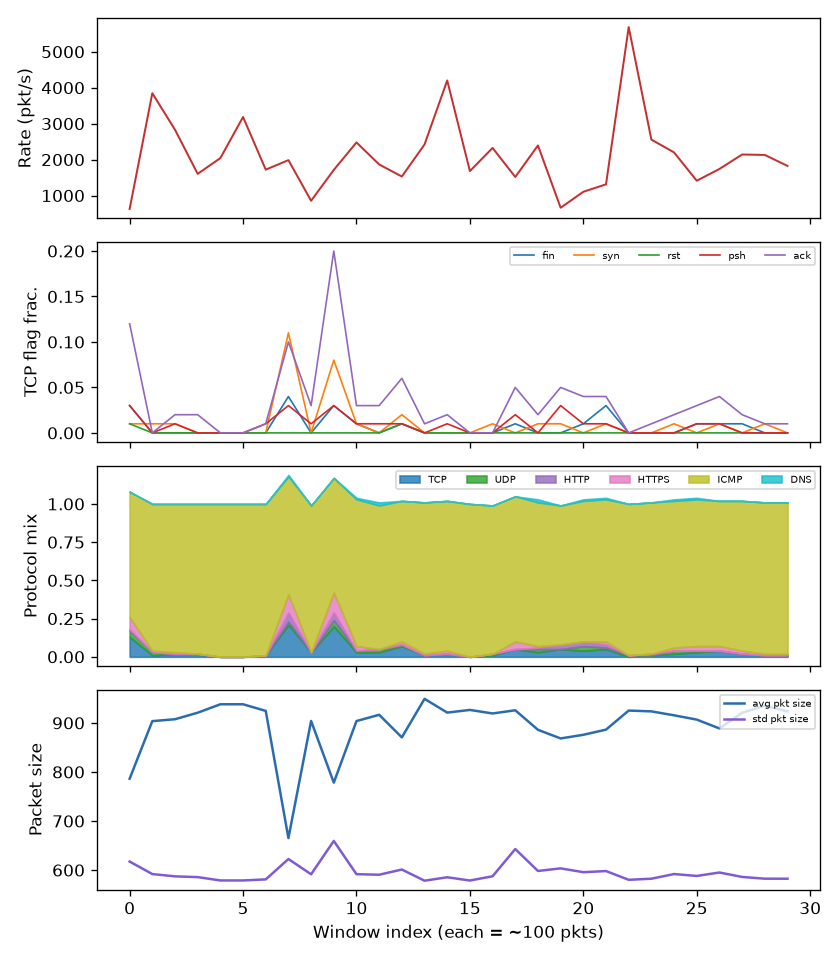 5000
4000
3000
2000
1000
Rate (pkt/s)
fin syn rst psh ack
0.20
0.15
0.10
0.05
0.00
TCP flag frac.
TCP UDP HTTP HTTPS ICMP DNS
1.00
0.75
0.50
0.25
0.00
Protocol mix
avg pkt size
std pkt size
900
800
700
600
Packet size
0 5 10 15 20 25 30
Window index (each = ~100 pkts)